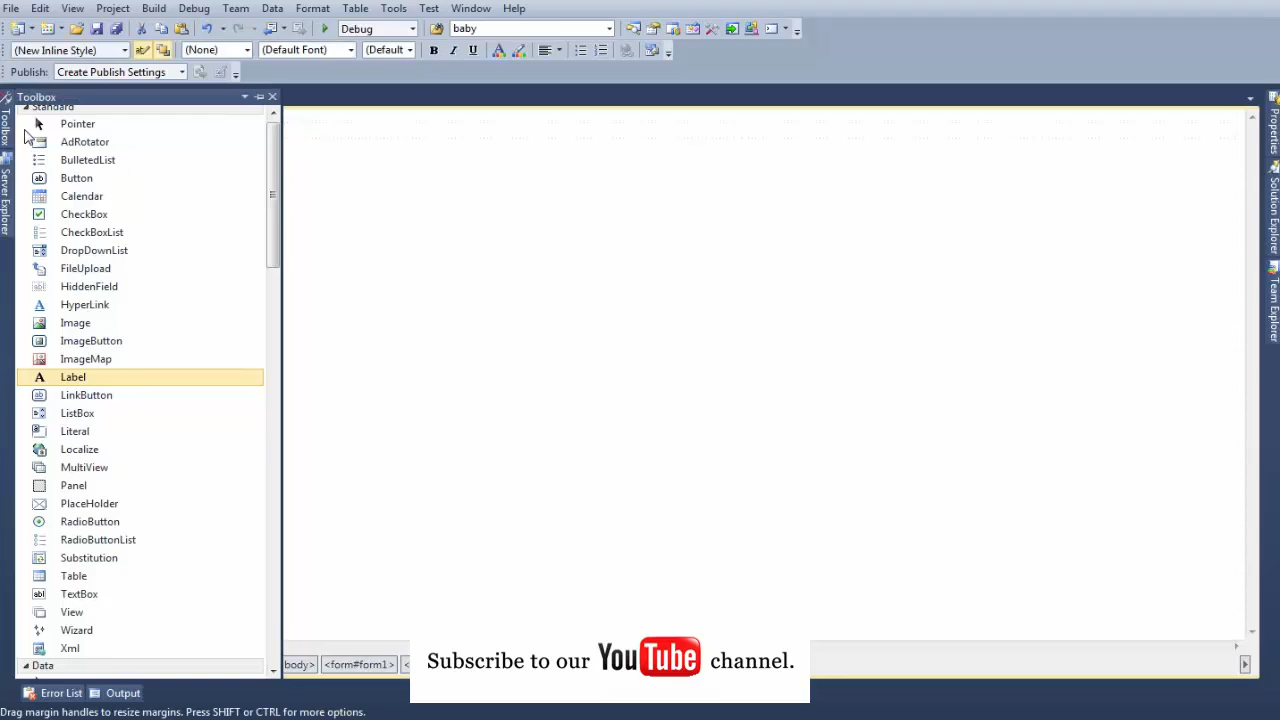 File Edit View Project Build Debug Team Data Format Table Tools Test Window Help
Debug baby
(New Inline Style) (None) (Default Font) (Default B I U
Publish: Create Publish Settings
Toolbox
Standard
Pointer
AdRotator
BulletedList
Button
Calendar
CheckBox
CheckBoxList
DropDownList
FileUpload
HiddenField
HyperLink
Image
ImageButton
ImageMap
Label
LinkButton
ListBox
Literal
Localize
MultiView
Panel
PlaceHolder
RadioButton
RadioButtonList
Substitution
Table
TextBox
View
Wizard
Xml
Data
Toolbox
Server Explorer
Properties
Solution Explorer
Team Explorer
body> <form#form1> <
Subscribe to our YouTube channel.
Error List Output
Drag margin handles to resize margins. Press SHIFT or CTRL for more options.